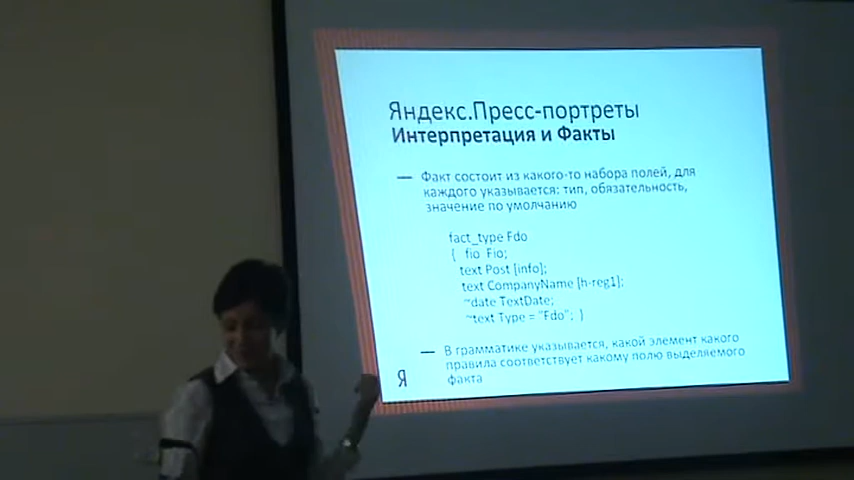 Яндекс.Пресс-портреты
Интерпретация и Факты
— Факт состоит из какого-то набора полей, для
каждого указывается: тип, обязательность,
значение по умолчанию
fact_type Fdo
{ fio Fio;
text Post [info];
text CompanyName [h-reg1];
~date TextDate;
~text Type = "Fdo"; }
— В грамматике указывается, какой элемент какого
правила соответствует какому полю выделяемого
факта
Я